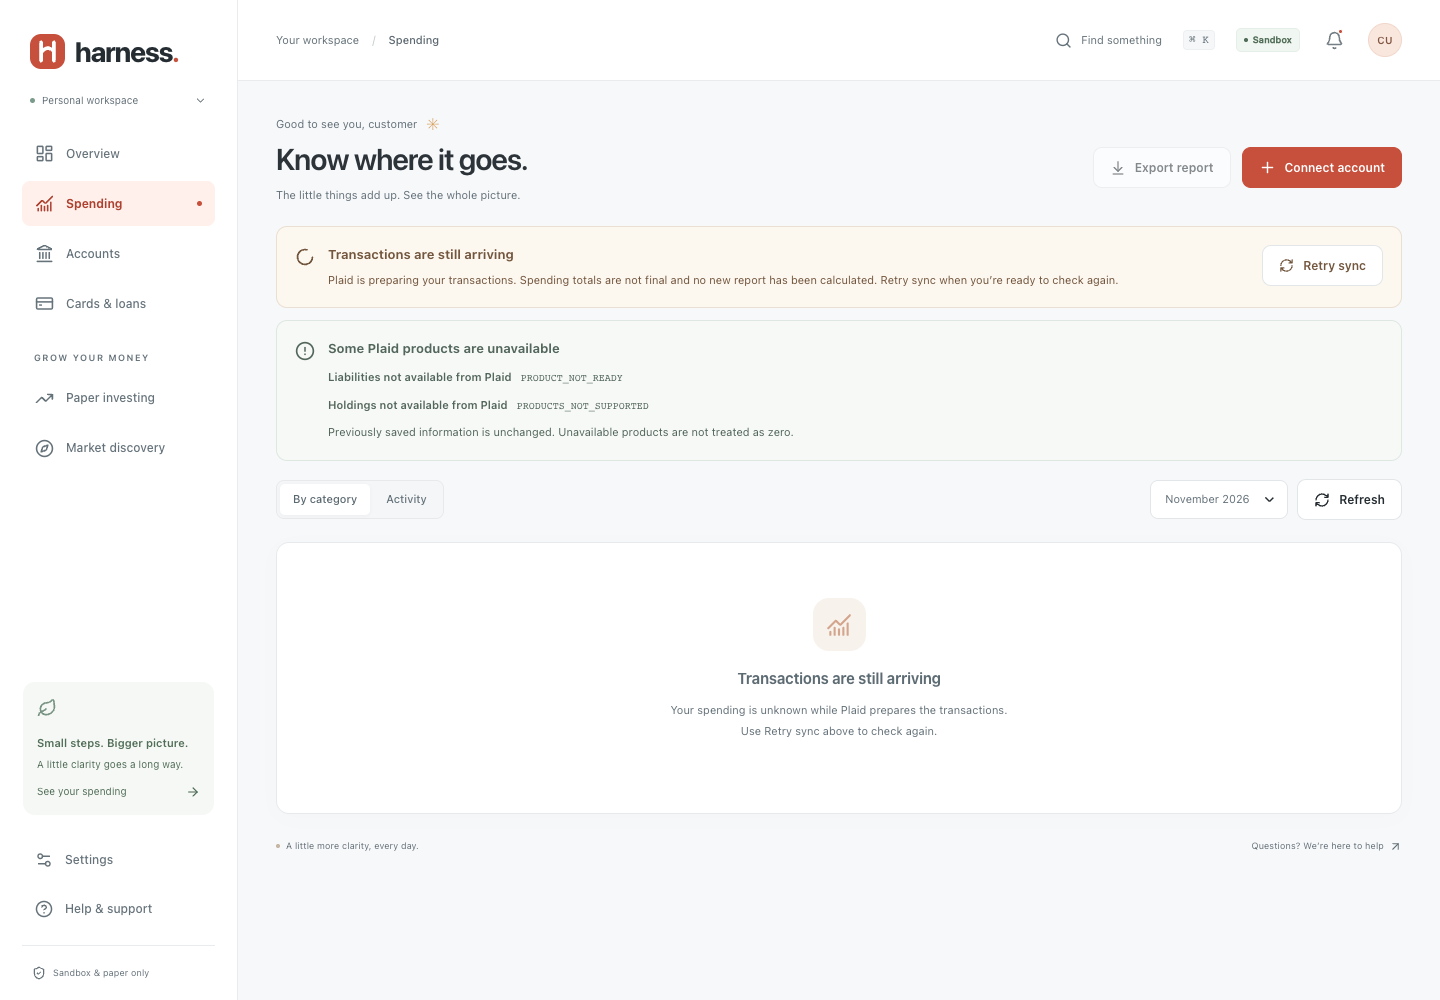 harness.
Personal workspace
Overview
Spending
Accounts
Cards & loans
GROW YOUR MONEY
Paper investing
Market discovery
Small steps. Bigger picture.
A little clarity goes a long way.
See your spending
Settings
Help & support
Sandbox & paper only
Your workspace / Spending
Find something
⌘ K
Sandbox
CU
Good to see you, customer
Know where it goes.
The little things add up. See the whole picture.
Export report
Connect account
Transactions are still arriving
Plaid is preparing your transactions. Spending totals are not final and no new report has been calculated. Retry sync when you're ready to check again.
Retry sync
Some Plaid products are unavailable
Liabilities not available from Plaid PRODUCT_NOT_READY
Holdings not available from Plaid PRODUCTS_NOT_SUPPORTED
Previously saved information is unchanged. Unavailable products are not treated as zero.
By category
Activity
November 2026
Refresh
Transactions are still arriving
Your spending is unknown while Plaid prepares the transactions.
Use Retry sync above to check again.
A little more clarity, every day.
Questions? We're here to help